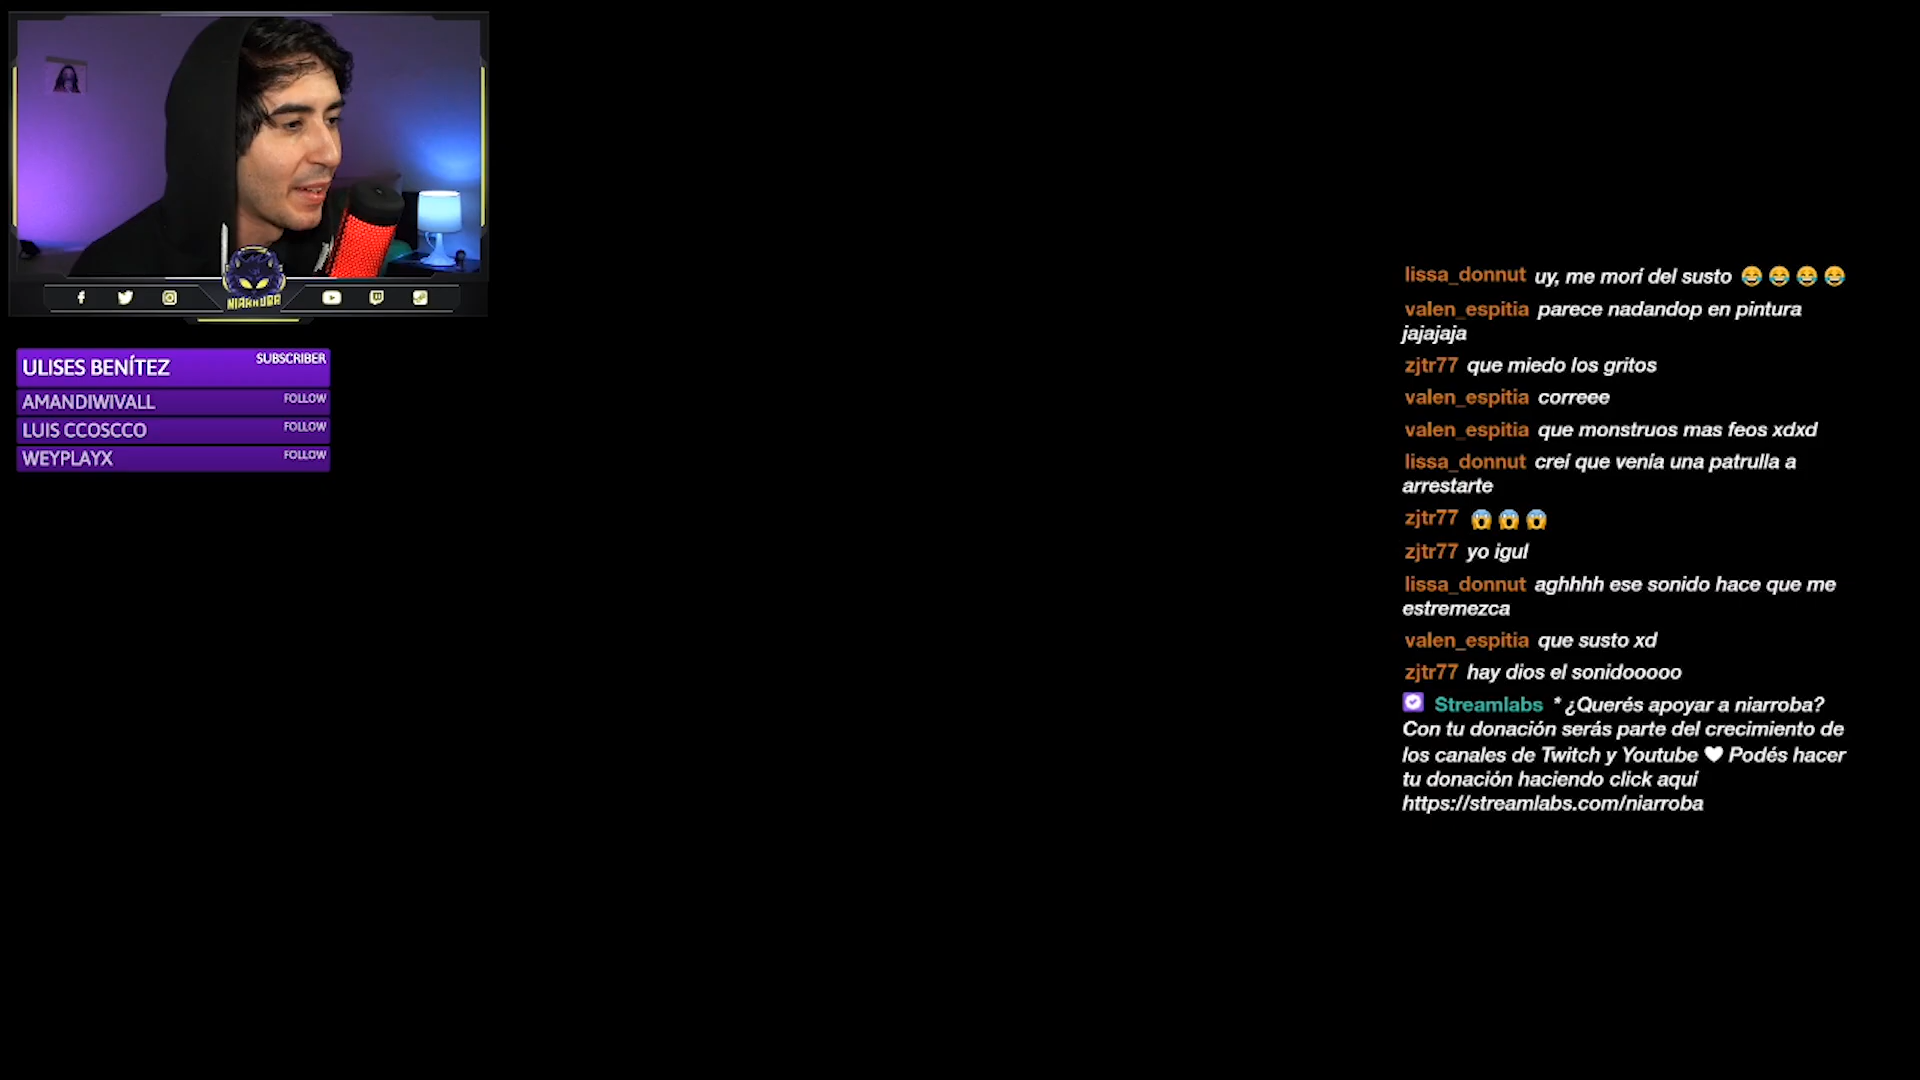 NIARROBA
ULISES BENÍTEZ SUBSCRIBER
AMANDIWIVALL FOLLOW
LUIS CCOSCCO FOLLOW
WEYPLAYX FOLLOW
lissa_donnut uy, me morí del susto 😂 😂 😂 😂
valen_espitia parece nadandop en pintura
jajajaja
zjtr77 que miedo los gritos
valen_espitia correee
valen_espitia que monstruos mas feos xdxd
lissa_donnut creí que venía una patrulla a
arrestarte
zjtr77 😱 😱 😱
zjtr77 yo igul
lissa_donnut aghhhh ese sonido hace que me
estremezca
valen_espitia que susto xd
zjtr77 hay dios el sonidooooo
Streamlabs * ¿Querés apoyar a niarroba?
Con tu donación serás parte del crecimiento de
los canales de Twitch y Youtube 🤍 Podés hacer
tu donación haciendo click aquí
https://streamlabs.com/niarroba